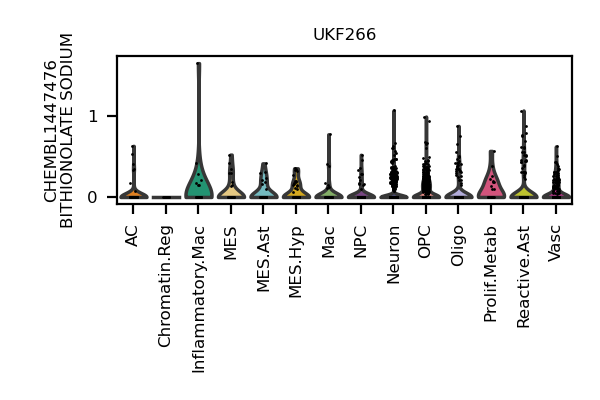 UKF266
CHEMBL1447476
BITHIONOLATE SODIUM
1
0
AC
Chromatin.Reg
Inflammatory.Mac
MES
MES.Ast
MES.Hyp
Mac
NPC
Neuron
OPC
Oligo
Prolif.Metab
Reactive.Ast
Vasc